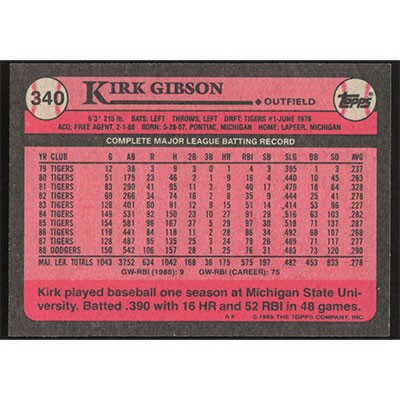 340
KIRK GIBSON
OUTFIELD
Topps
6'3" 215 lb. BATS: LEFT THROWS: LEFT DRFT: TIGERS #1-JUNE 1978
ACQ: FREE AGENT, 2-1-88 BORN: 5-28-57, PONTIAC, MICHIGAN HOME: LAPEER, MICHIGAN
COMPLETE MAJOR LEAGUE BATTING RECORD
YR CLUB G AB R H 2B 3B HR RBI SB SLG BB SO AVG
79 TIGERS 12 38 3 9 3 0 1 4 3 .395 1 3 .237
80 TIGERS 51 175 23 46 2 1 9 16 4 .440 10 45 .263
81 TIGERS 83 290 41 95 11 3 9 40 17 .479 18 64 .328
82 TIGERS 69 266 34 74 16 2 8 35 9 .444 25 41 .278
83 TIGERS 128 401 60 91 12 9 15 51 14 .414 53 96 .227
84 TIGERS 149 531 92 150 23 10 27 91 29 .516 63 103 .282
85 TIGERS 154 581 96 167 37 5 29 97 30 .518 71 137 .287
86 TIGERS 119 441 84 118 11 2 28 86 34 .492 68 107 .268
87 TIGERS 128 487 95 135 25 3 24 79 26 .489 71 117 .277
88 DODGERS 150 542 106 157 28 1 25 76 31 .483 73 120 .290
MAJ. LEA. TOTALS 1043 3752 634 1042 168 36 175 575 197 .482 453 833 .278
GW-RBI (1988): 9 GW-RBI (CAREER): 75
Kirk played baseball one season at Michigan State Uni-
versity. Batted .390 with 16 HR and 52 RBI in 48 games.
A* © 1989 THE TOPPS COMPANY, INC.